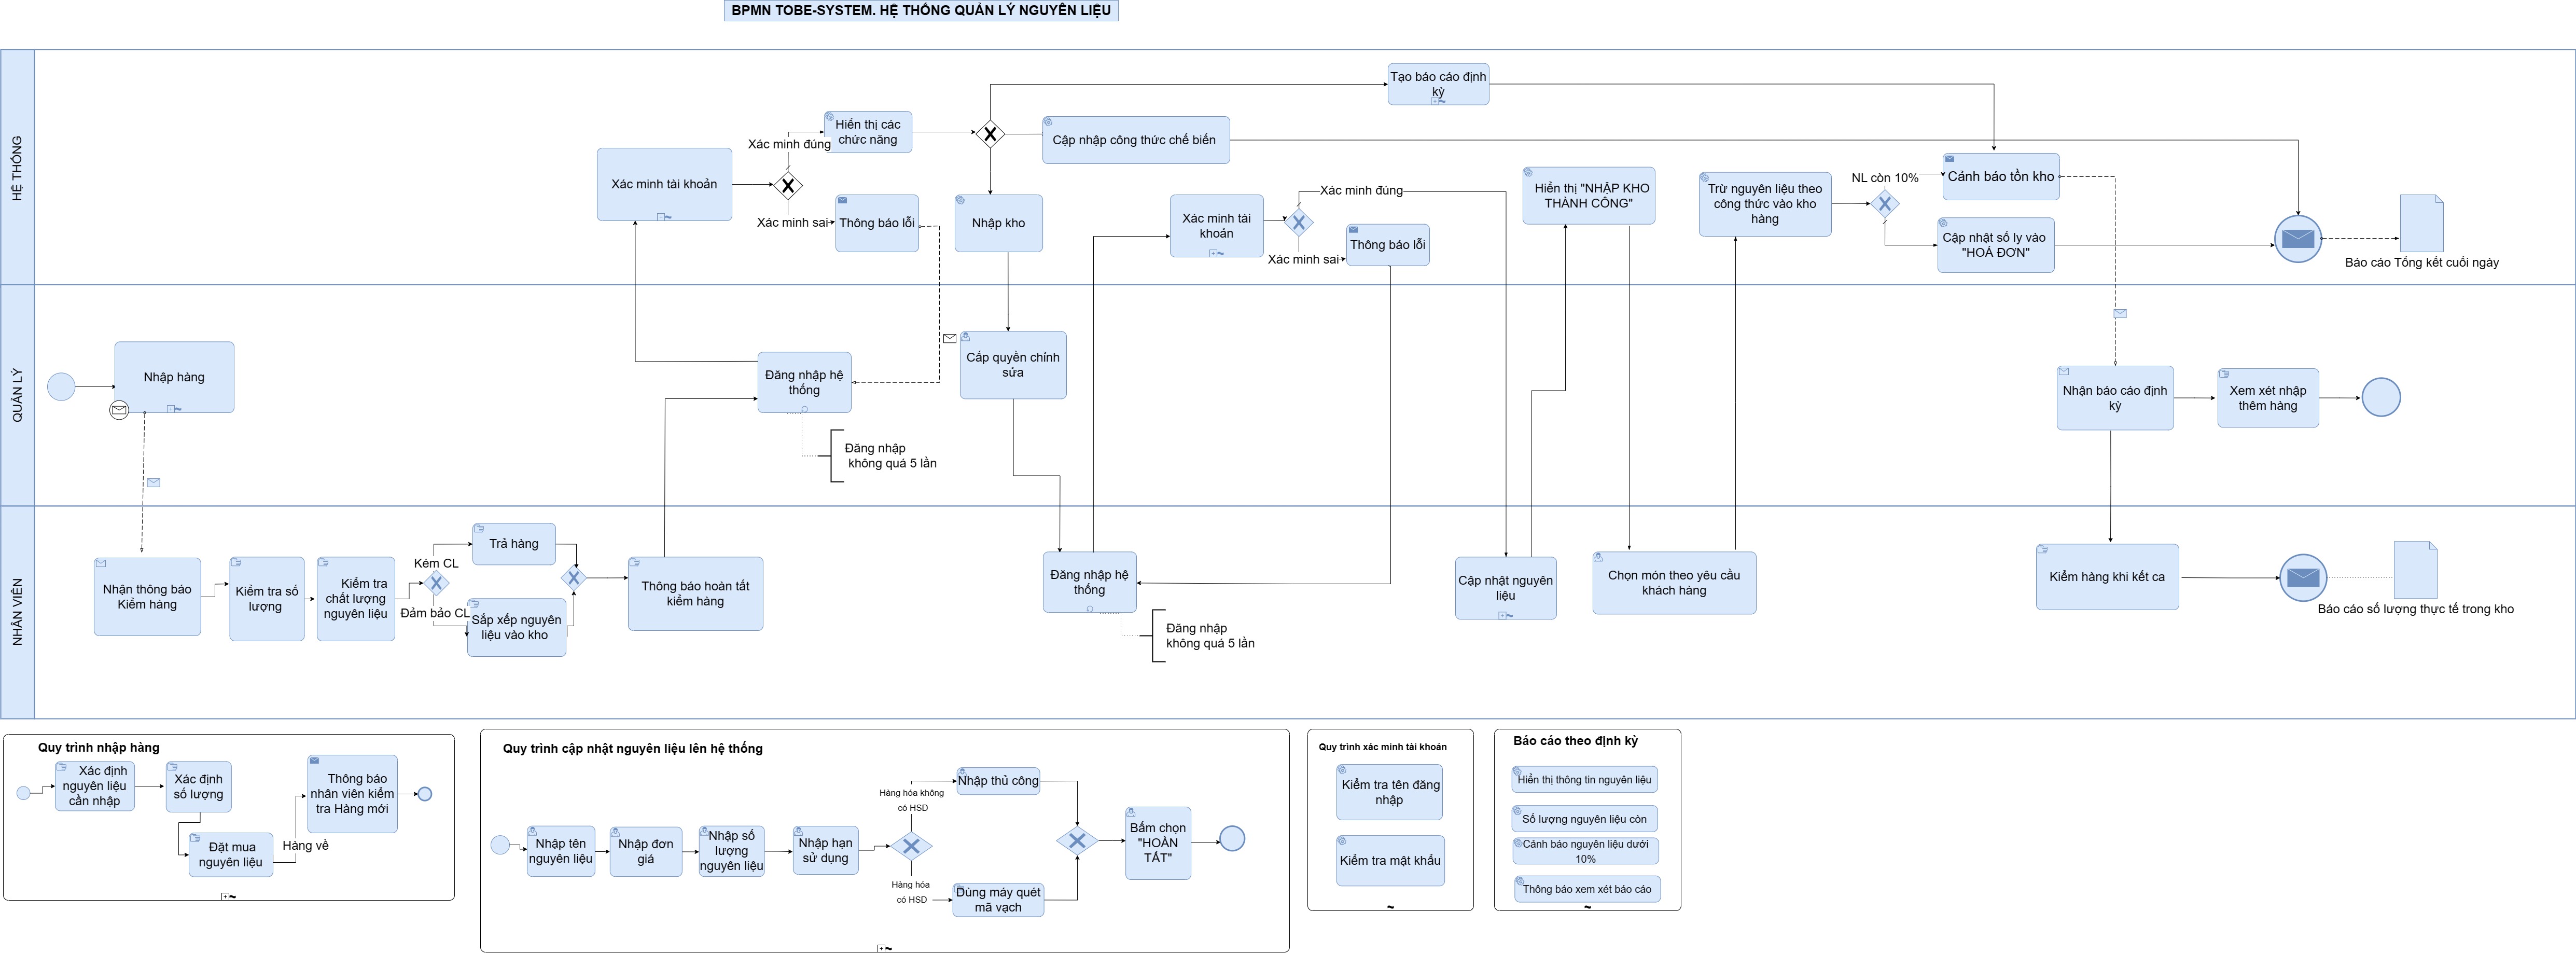 BPMN TOBE-SYSTEM. HỆ THỐNG QUẢN LÝ NGUYÊN LIỆU
HỆ THỐNG
Tạo báo cáo định
kỳ
Hiển thị các
chức năng
Xác minh đúng
Cập nhập công thức chế biến
Xác minh tài khoản
Xác minh sai
Thông báo lỗi
Nhập kho
Xác minh tài
khoản
Xác minh đúng
Xác minh sai
Thông báo lỗi
Hiển thị "NHẬP KHO
THÀNH CÔNG"
Trừ nguyên liệu theo
công thức vào kho
hàng
NL còn 10%
Cảnh báo tồn kho
Cập nhật số ly vào
"HOÁ ĐƠN"
Báo cáo Tổng kết cuối ngày
QUẢN LÝ
Nhập hàng
Đăng nhập hệ
thống
Đăng nhập
không quá 5 lần
Cấp quyền chỉnh
sửa
Nhận báo cáo định
kỳ
Xem xét nhập
thêm hàng
NHÂN VIÊN
Nhận thông báo
Kiểm hàng
Kiểm tra số
lượng
Kiểm tra
chất lượng
nguyên liệu
Kém CL
Đảm bảo CL
Trả hàng
Sắp xếp nguyên
liệu vào kho
Thông báo hoàn tất
kiểm hàng
Đăng nhập hệ
thống
Đăng nhập
không quá 5 lần
Cập nhật nguyên
liệu
Chọn món theo yêu cầu
khách hàng
Kiểm hàng khi kết ca
Báo cáo số lượng thực tế trong kho
Quy trình nhập hàng
Xác định
nguyên liệu
cần nhập
Xác định
số lượng
Đặt mua
nguyên liệu
Hàng về
Thông báo
nhân viên kiểm
tra Hàng mới
Quy trình cập nhật nguyên liệu lên hệ thống
Nhập tên
nguyên liệu
Nhập đơn
giá
Nhập số
lượng
nguyên liệu
Nhập hạn
sử dụng
Hàng hóa không
có HSD
Hàng hóa
có HSD
Nhập thủ công
Dùng máy quét
mã vạch
Bấm chọn
"HOÀN
TẤT"
Quy trình xác minh tài khoản
Kiểm tra tên đăng
nhập
Kiểm tra mật khẩu
Báo cáo theo định kỳ
Hiển thị thông tin nguyên liệu
Số lượng nguyên liệu còn
Cảnh báo nguyên liệu dưới
10%
Thông báo xem xét báo cáo